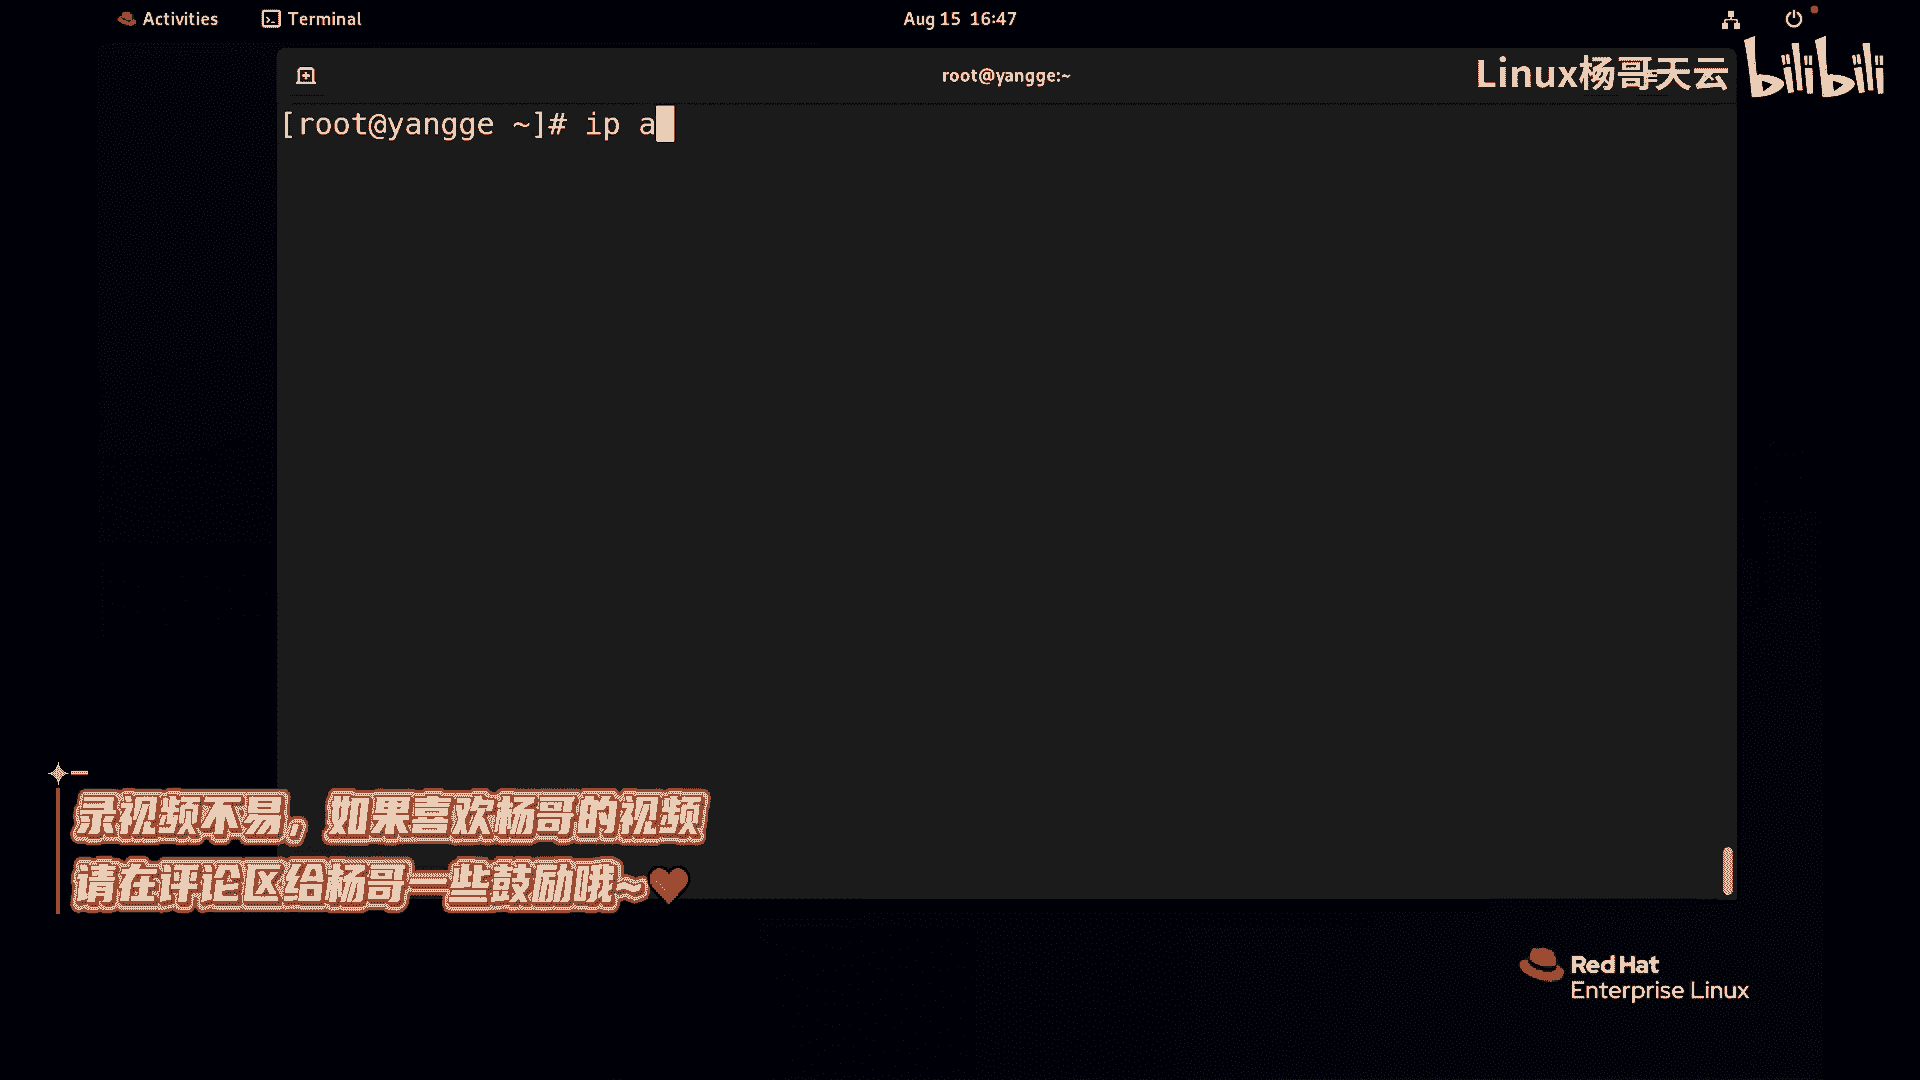 Activities
Terminal
Aug 15 16:47
root@yangge:~
Linux杨哥天云
bilibili
[root@yangge ~]# ip a
录视频不易，如果喜欢杨哥的视频
请在评论区给杨哥一些鼓励哦~
Red Hat
Enterprise Linux